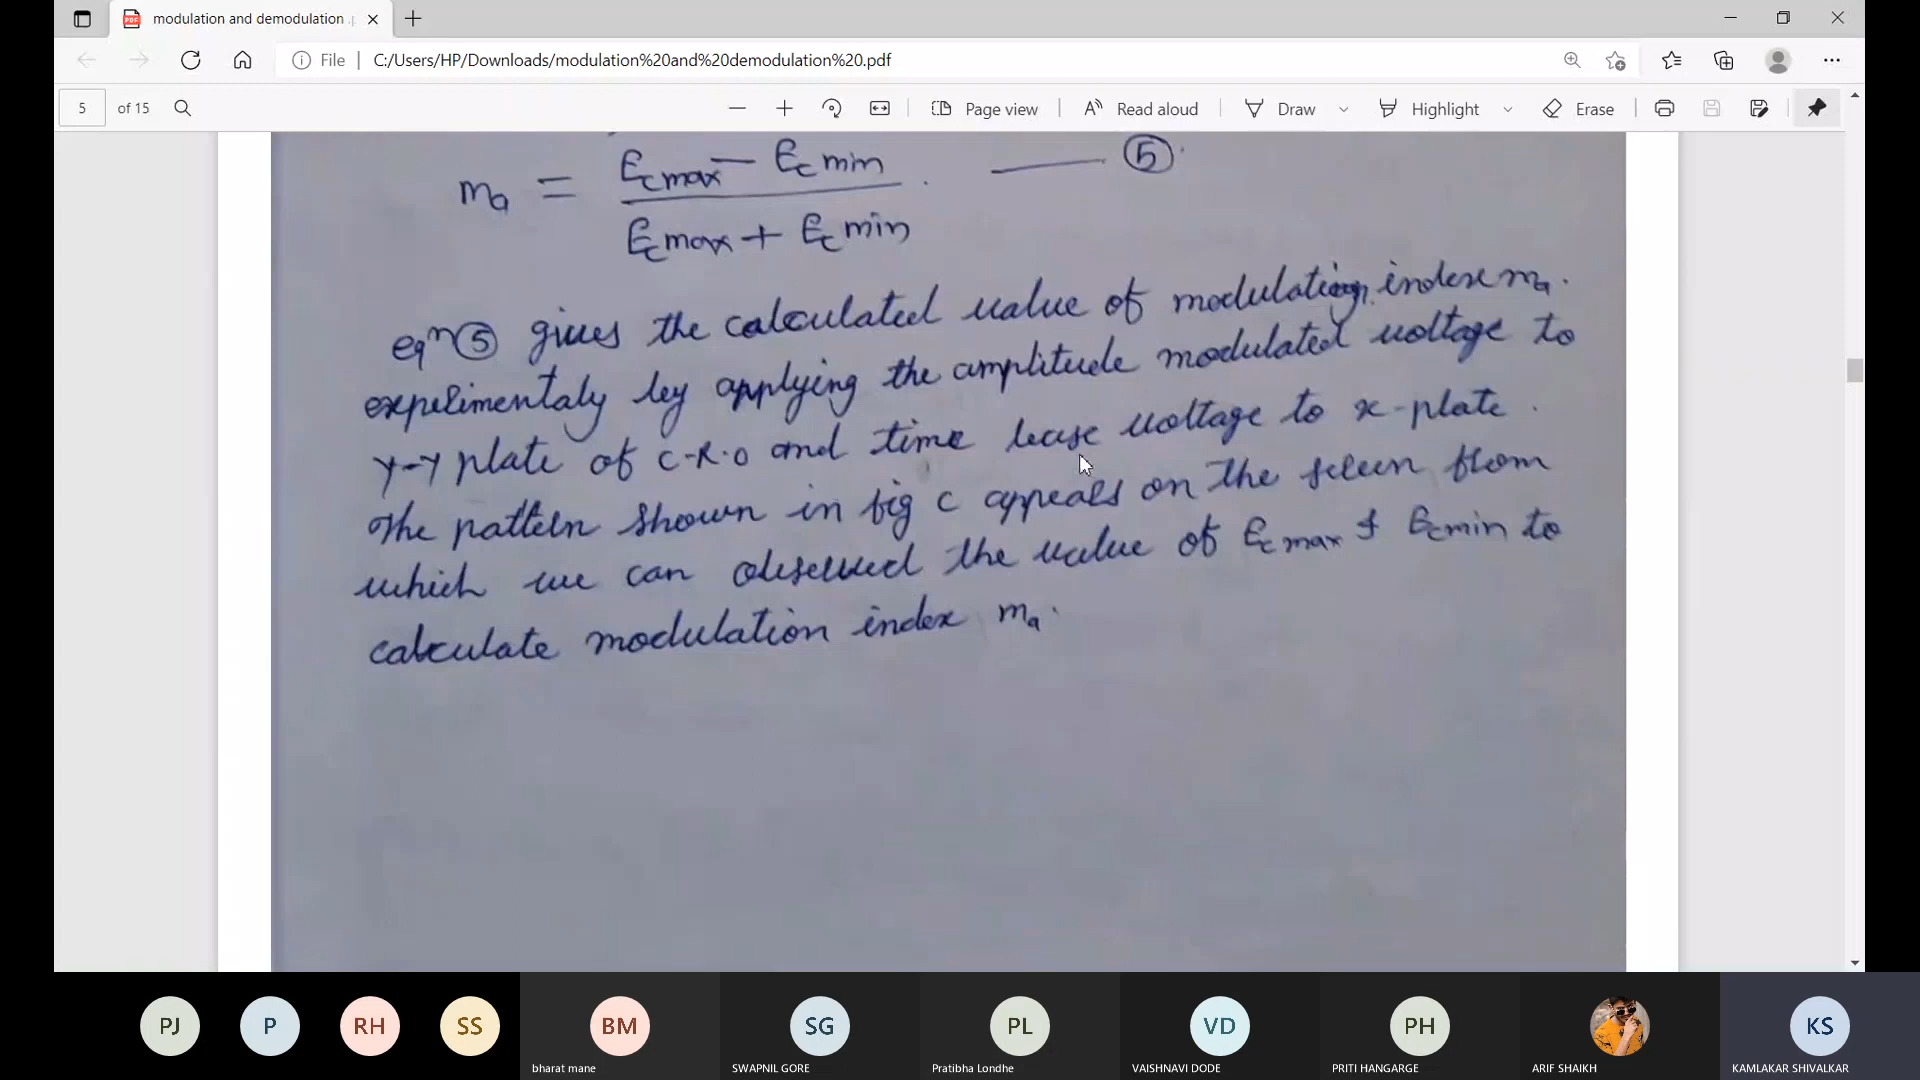 modulation and demodulation .p
File C:/Users/HP/Downloads/modulation%20and%20demodulation%20.pdf
5 of 15 Page view Read aloud Draw Highlight Erase
ma = Ecmax − Ecmin / Ecmax + Ecmin . —— ⑤
eqⁿ ⑤ gives the calculated value of modulating index ma.
experimentaly by applying the amplitude modulated voltage to
Y-Y plate of C.R.O and time base voltage to x-plate.
The pattern shown in fig c appears on the screen from
which we can observed the value of Ecmax & Ecmin to
calculate modulation index ma.
PJ P RH SS BM SG PL VD PH KS
bharat mane SWAPNIL GORE Pratibha Londhe VAISHNAVI DODE PRITI HANGARGE ARIF SHAIKH KAMLAKAR SHIVALKAR